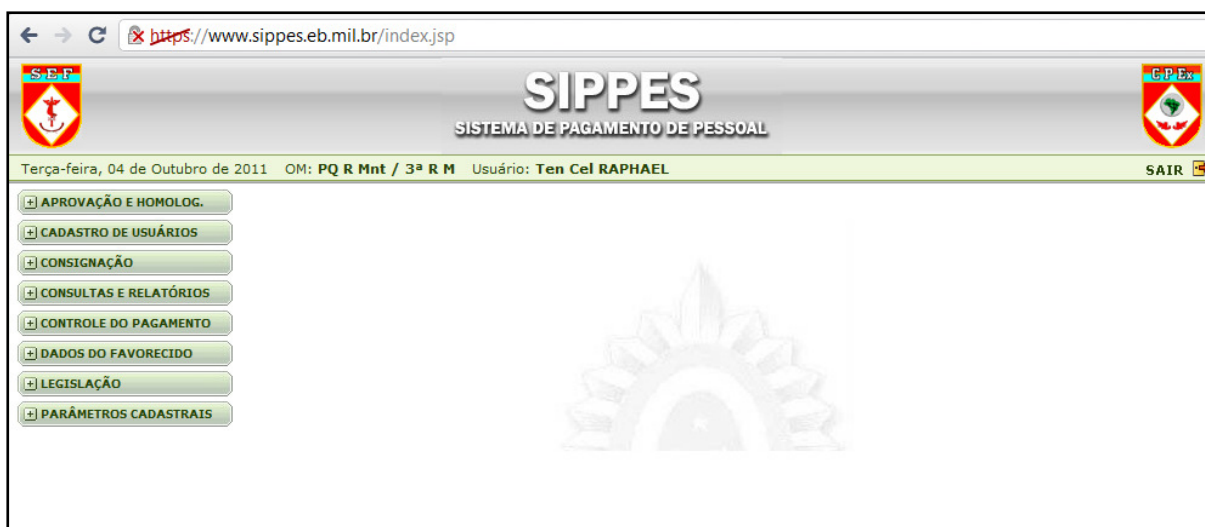 https://www.sippes.eb.mil.br/index.jsp
SEF
SIPPES
CPEx
SISTEMA DE PAGAMENTO DE PESSOAL
Terça-feira, 04 de Outubro de 2011 OM: PQ R Mnt / 3ª R M Usuário: Ten Cel RAPHAEL SAIR
APROVAÇÃO E HOMOLOG.
CADASTRO DE USUÁRIOS
CONSIGNAÇÃO
CONSULTAS E RELATÓRIOS
CONTROLE DO PAGAMENTO
DADOS DO FAVORECIDO
LEGISLAÇÃO
PARÂMETROS CADASTRAIS